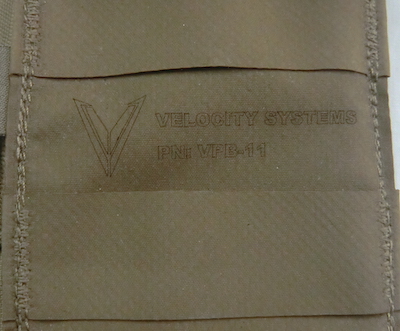 VELOCITY SYSTEMS
PN: VFB-11